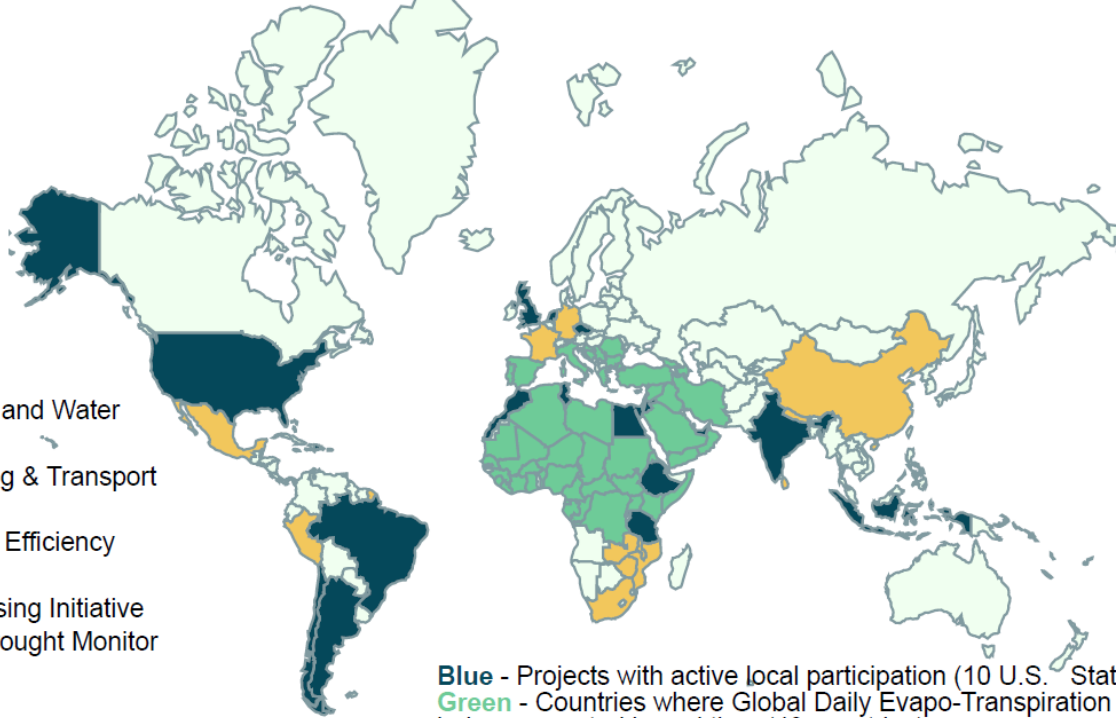 and Water
g & Transport
Efficiency
sing Initiative
ought Monitor
Blue - Projects with active local participation (10 U.S. Stat
Green - Countries where Global Daily Evapo-Transpiration